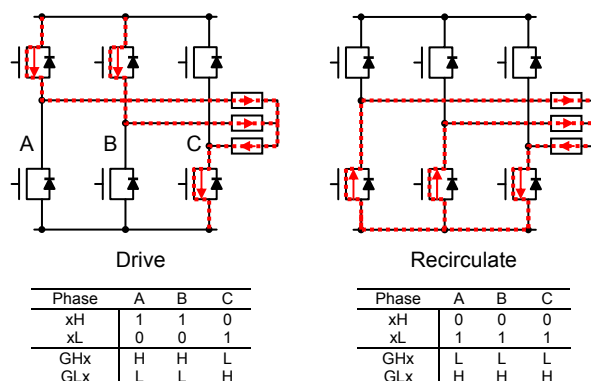 A B C
Drive Recirculate
Phase A B C Phase A B C
xH 1 1 0 xH 0 0 0
xL 0 0 1 xL 1 1 1
GHx H H L GHx L L L
GLx L L H GLx H H H